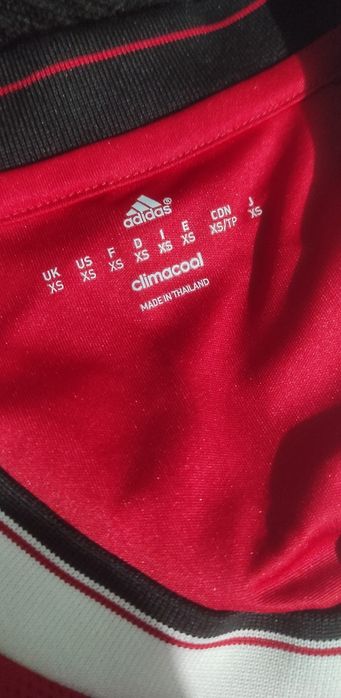 adidas®
UK US F D I E CDN J
XS XS XS XS XS XS XS/TP XS
climacool
MADE IN THAILAND